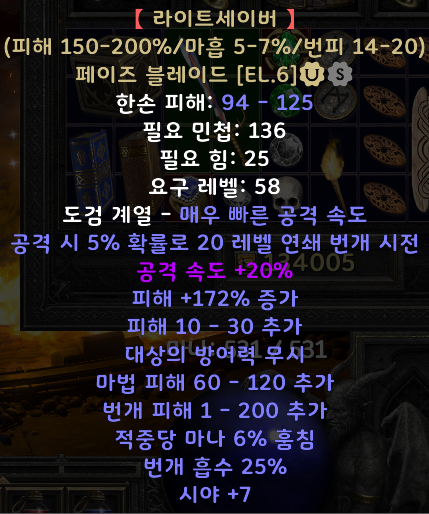 【 라이트세이버 】
(피해 150-200%/마흡 5-7%/번피 14-20)
페이즈 블레이드 [EL.6] U S
한손 피해: 94 - 125
필요 민첩: 136
필요 힘: 25
요구 레벨: 58
도검 계열 - 매우 빠른 공격 속도
공격 시 5% 확률로 20 레벨 연쇄 번개 시전
134005
공격 속도 +20%
피해 +172% 증가
피해 10 - 30 추가
대상의 방어력 무시
마나: 531 / 531
마법 피해 60 - 120 추가
번개 피해 1 - 200 추가
적중당 마나 6% 훔침
번개 흡수 25%
시야 +7